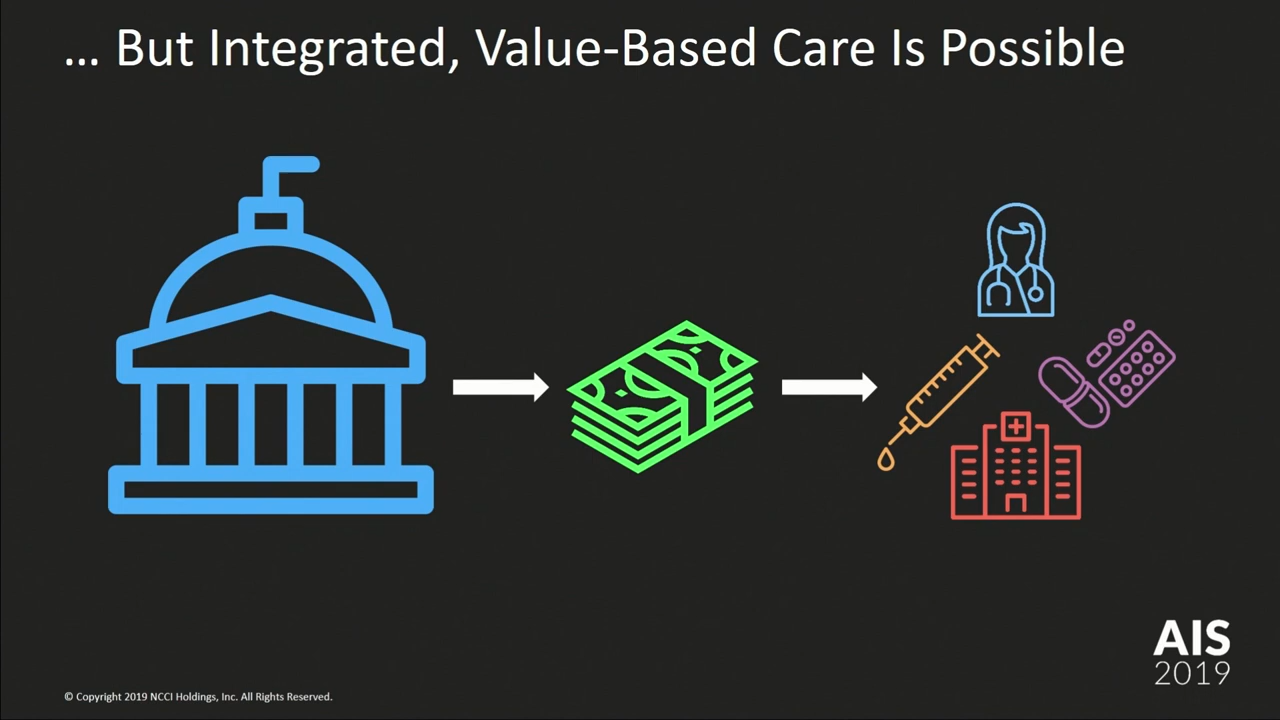 ... But Integrated, Value-Based Care Is Possible
AIS
2019
© Copyright 2019 NCCI Holdings, Inc. All Rights Reserved.